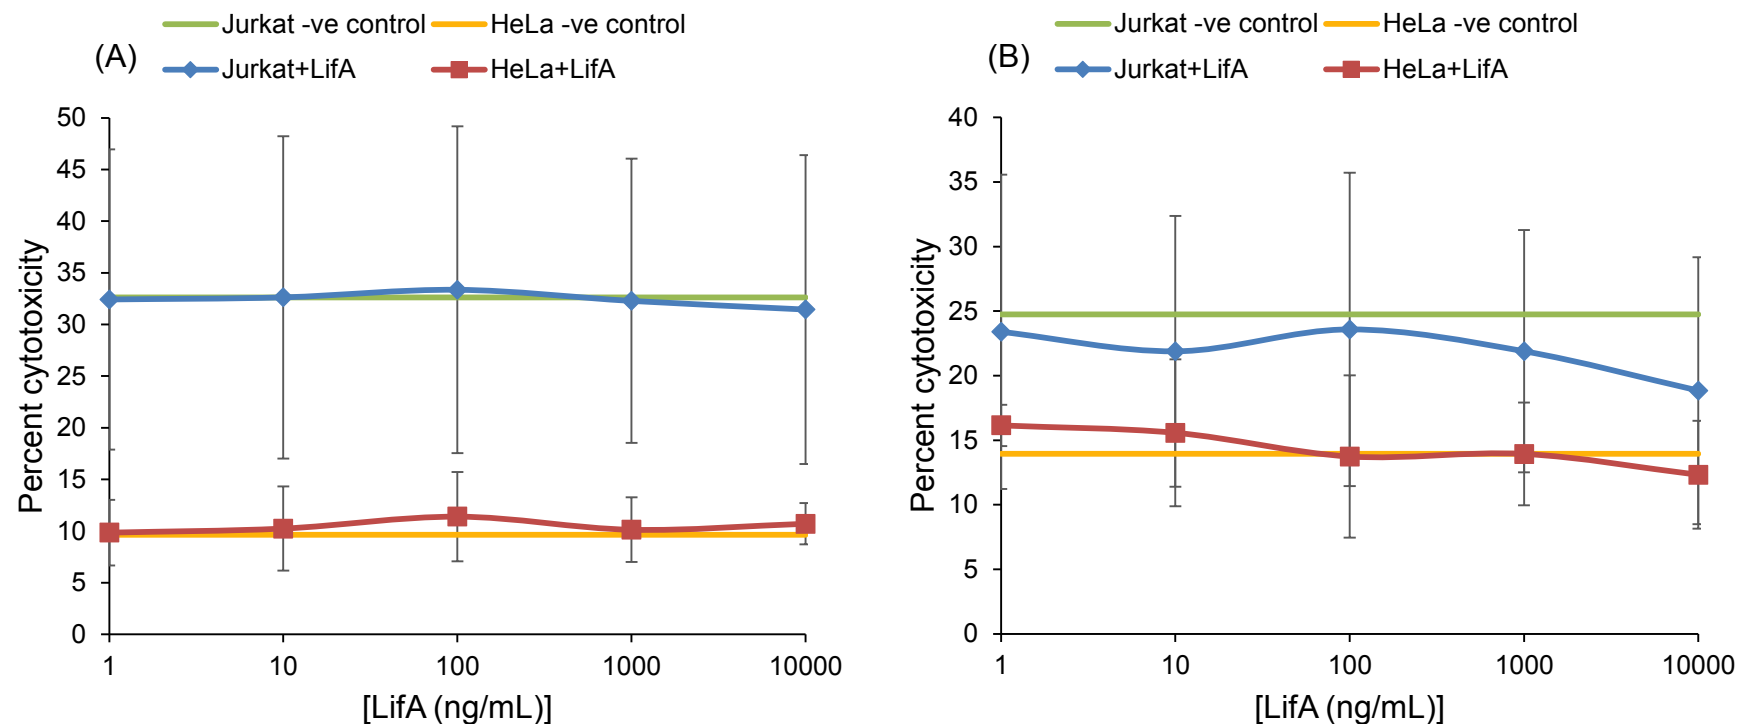 Jurkat -ve control HeLa -ve control
(A)
Jurkat+LifA HeLa+LifA
50
45
40
35
30
25
20
15
10
5
0
Percent cytotoxicity
1 10 100 1000 10000
[LifA (ng/mL)]
Jurkat -ve control HeLa -ve control
(B)
Jurkat+LifA HeLa+LifA
40
35
30
25
20
15
10
5
0
Percent cytotoxicity
1 10 100 1000 10000
[LifA (ng/mL)]